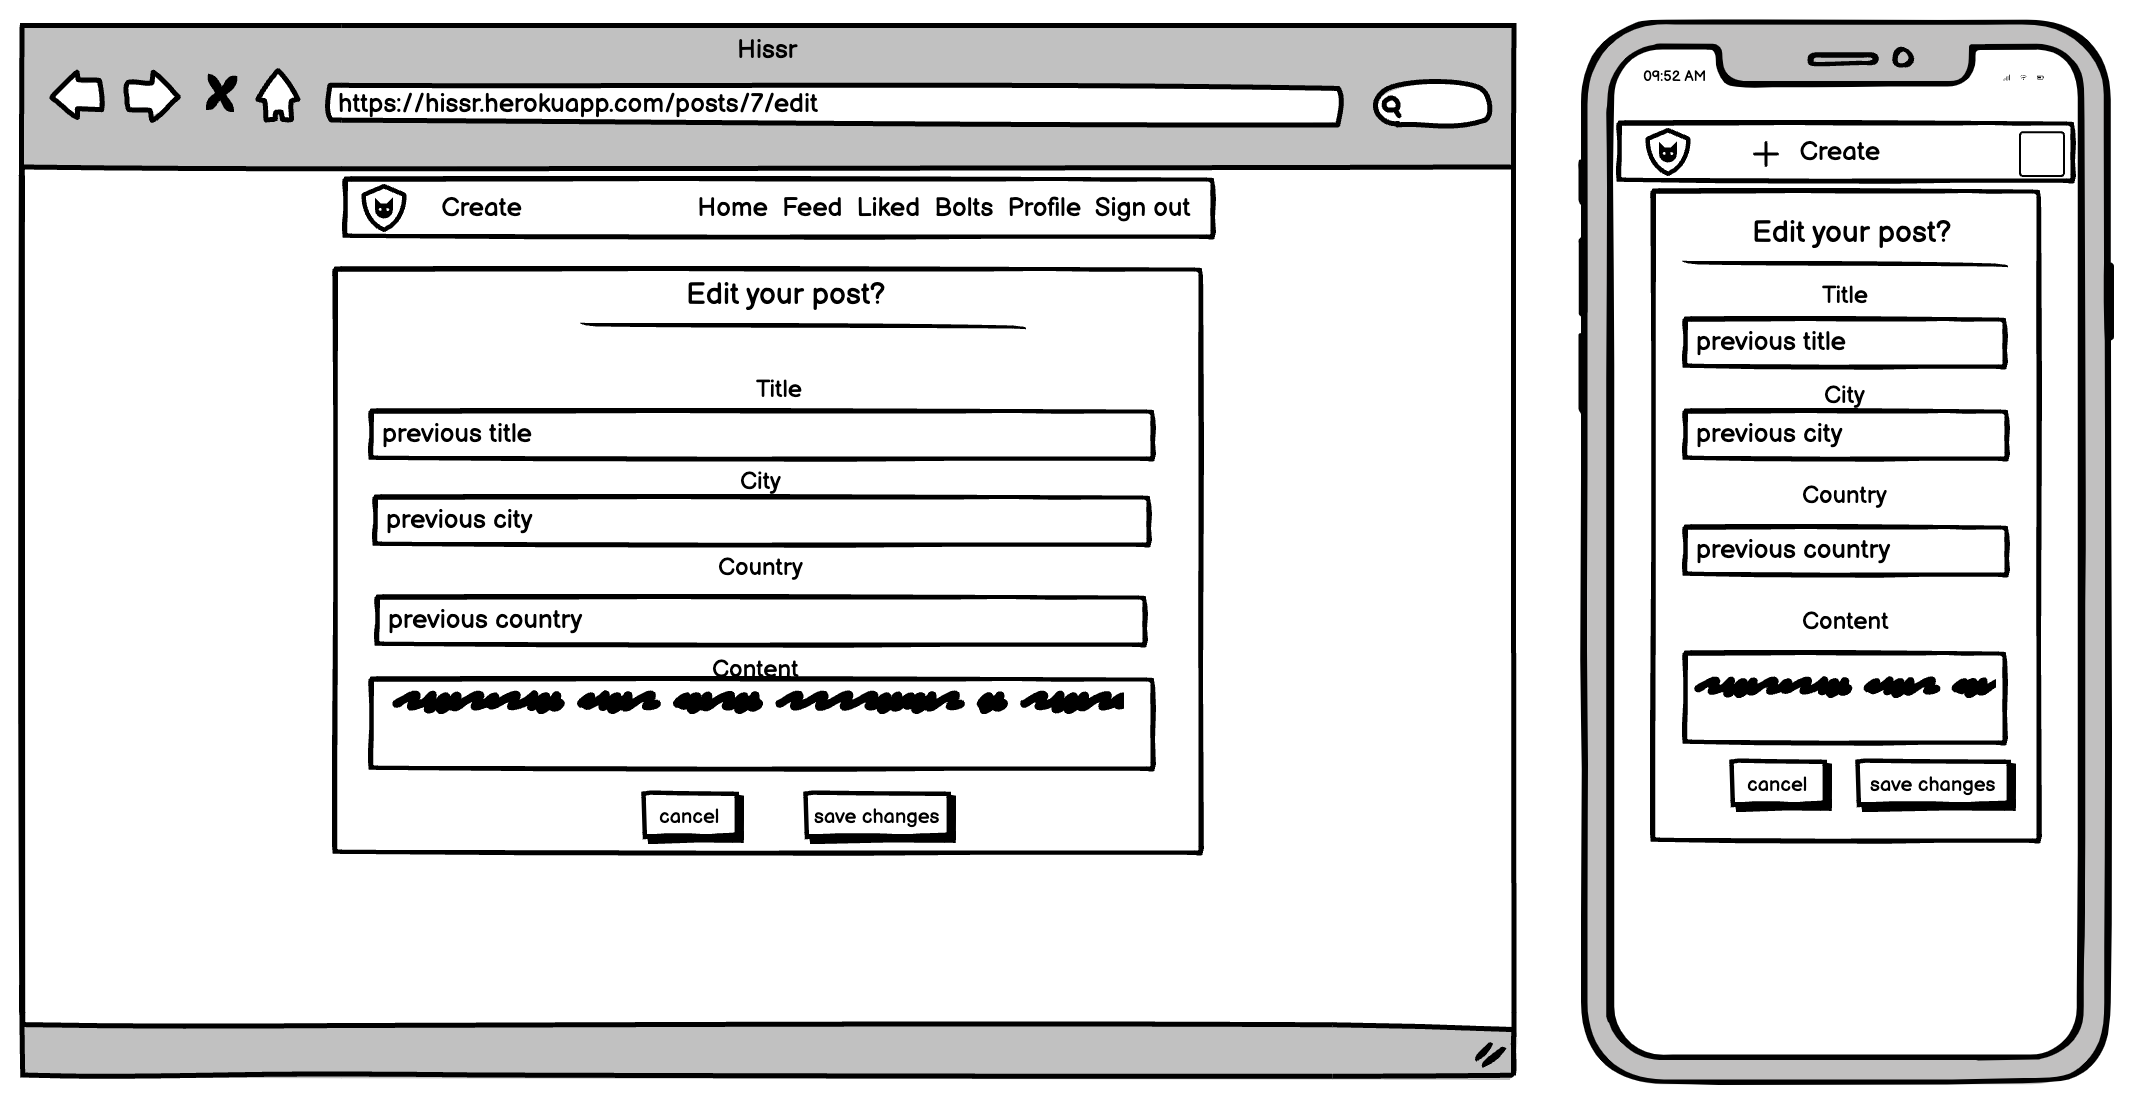 Hissr
https://hissr.herokuapp.com/posts/7/edit
Create Home Feed Liked Bolts Profile Sign out
Edit your post?
Title
previous title
City
previous city
Country
previous country
Content
cancel save changes
09:52 AM
Create
Edit your post?
Title
previous title
City
previous city
Country
previous country
Content
cancel save changes